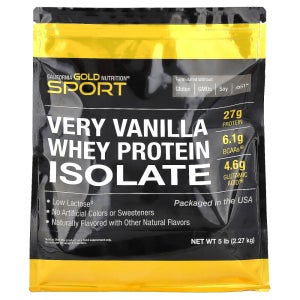 CALIFORNIA GOLD NUTRITION®
SPORT
Formulated without
Gluten GMOs Soy
27g
PROTEIN
VERY VANILLA
WHEY PROTEIN
ISOLATE
6.1g
BCAAs
4.6g
GLUTAMIC
• Low Lactose
• No Artificial Colors or Sweeteners
• Naturally Flavored with Other Natural Flavors
Packaged in the USA
NET WT 5 lb (2.27 kg)